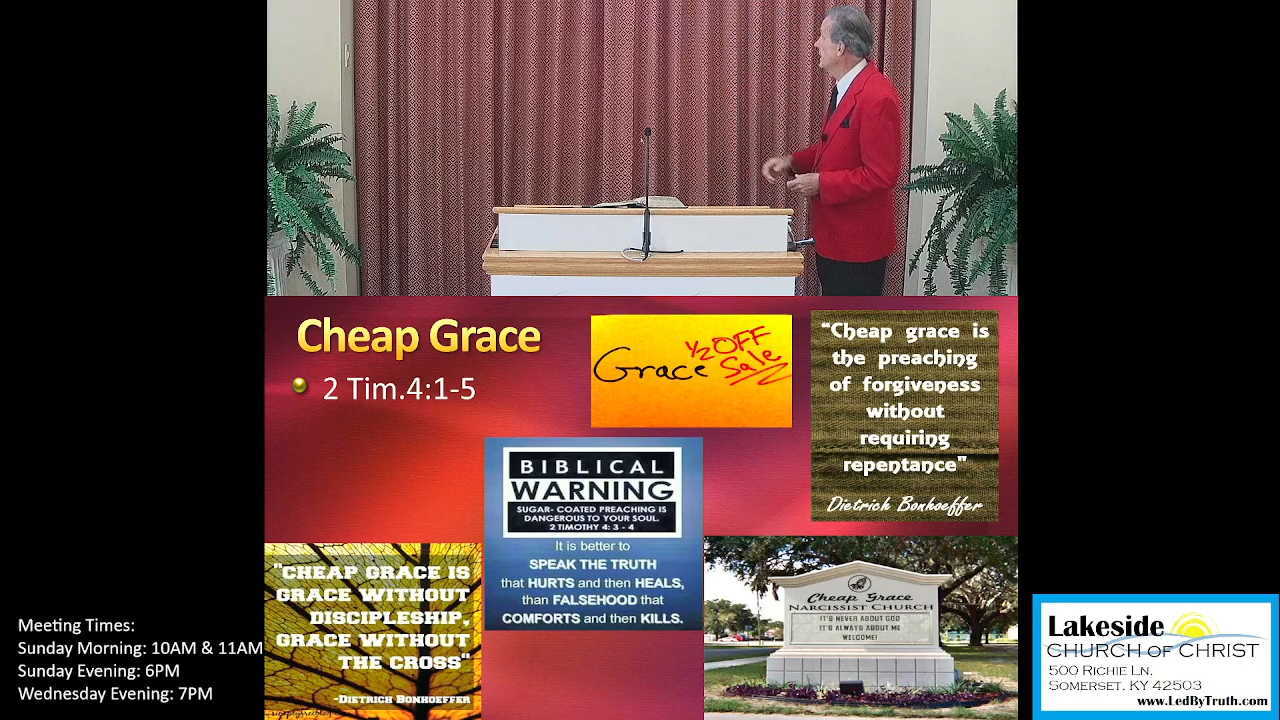 Cheap Grace
2 Tim.4:1-5
Grace ½ OFF
Sale
“Cheap grace is
the preaching
of forgiveness
without
requiring
repentance”
Dietrich Bonhoeffer
BIBLICAL
WARNING
SUGAR- COATED PREACHING IS
DANGEROUS TO YOUR SOUL.
2 TIMOTHY 4: 3 - 4
It is better to
SPEAK THE TRUTH
that HURTS and then HEALS,
than FALSEHOOD that
COMFORTS and then KILLS.
"CHEAP GRACE IS
GRACE WITHOUT
DISCIPLESHIP,
GRACE WITHOUT
THE CROSS"
-DIETRICH BONHOEFFER
Cheap Grace
NARCISSIST CHURCH
IT'S NEVER ABOUT GOD
IT'S ALWAYS ABOUT ME
WELCOME!
Meeting Times:
Sunday Morning: 10AM & 11AM
Sunday Evening: 6PM
Wednesday Evening: 7PM
Lakeside
CHURCH OF CHRIST
500 RICHIE LN.
SOMERSET, KY 42503
www.LedByTruth.com